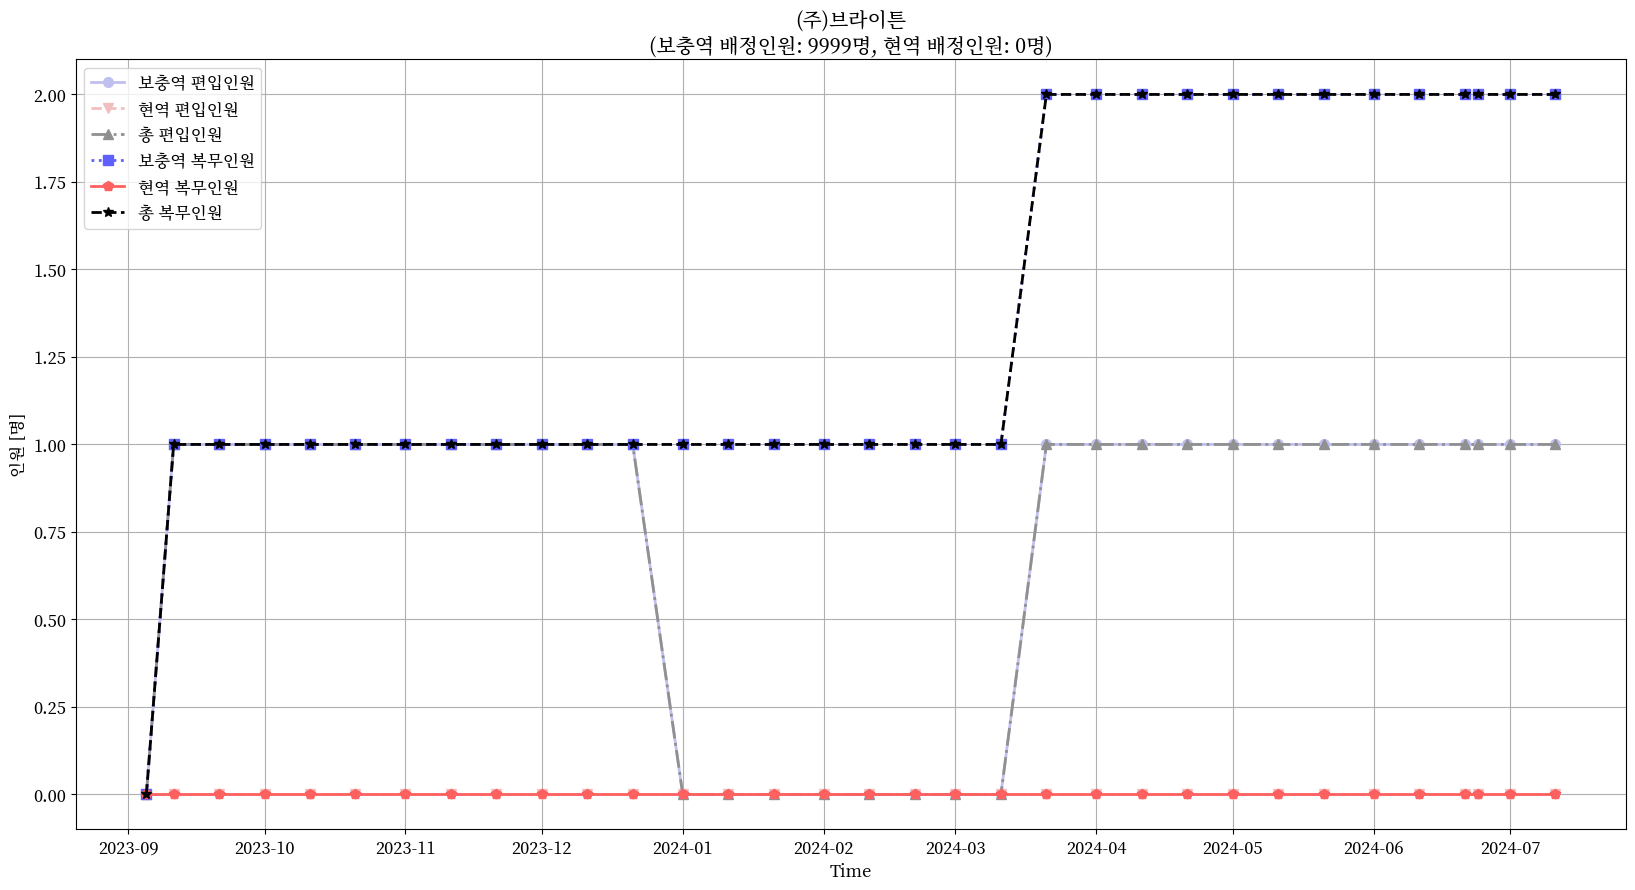 (주)브라이튼
(보충역 배정인원: 9999명, 현역 배정인원: 0명)
보충역 편입인원
현역 편입인원
총 편입인원
보충역 복무인원
현역 복무인원
총 복무인원
2.00
1.75
1.50
1.25
1.00
0.75
0.50
0.25
0.00
인원 [명]
2023-09 2023-10 2023-11 2023-12 2024-01 2024-02 2024-03 2024-04 2024-05 2024-06 2024-07
Time